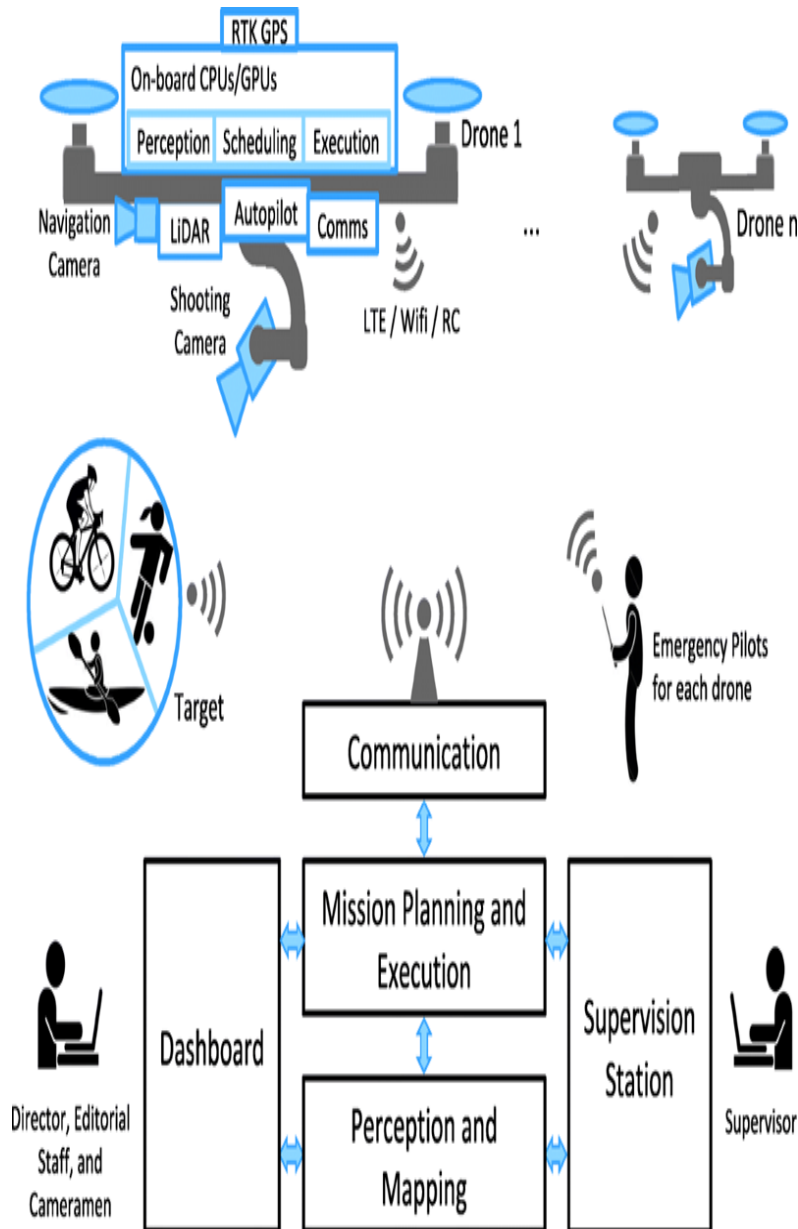 RTK GPS
On-board CPUs/GPUs
Perception
Scheduling
Execution
Drone 1
Navigation
Camera
LiDAR
Autopilot
Comms
...
Drone n
Shooting
Camera
LTE / Wifi / RC
Target
Emergency Pilots
for each drone
Communication
Mission Planning and
Execution
Dashboard
Supervision
Station
Perception and
Mapping
Director, Editorial
Staff, and
Cameramen
Supervisor